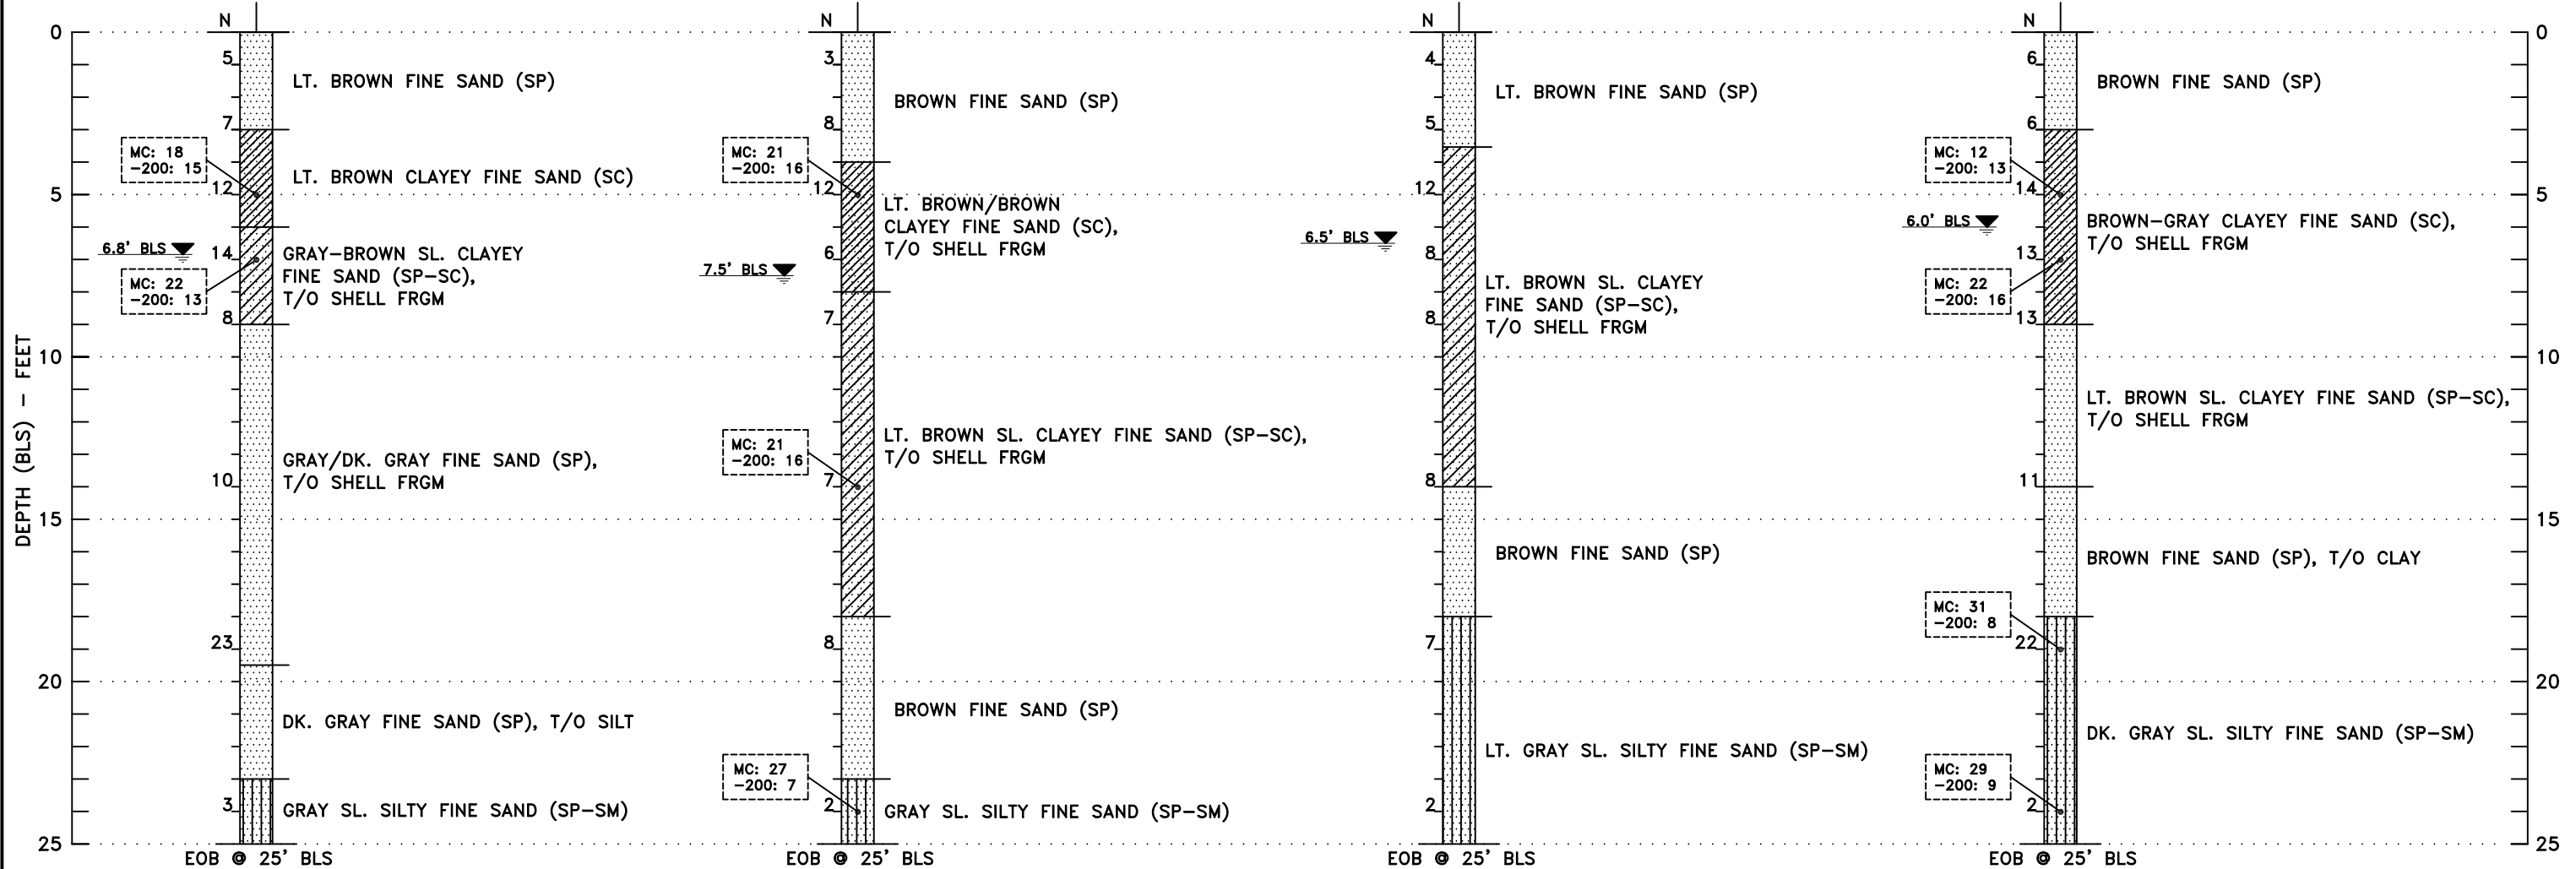 DEPTH (BLS) – FEET
0
5
10
15
20
25
N
5
7
12
14
8
10
23
3
LT. BROWN FINE SAND (SP)
MC: 18
-200: 15
LT. BROWN CLAYEY FINE SAND (SC)
6.8' BLS
MC: 22
-200: 13
GRAY-BROWN SL. CLAYEY
FINE SAND (SP-SC),
T/O SHELL FRGM
GRAY/DK. GRAY FINE SAND (SP),
T/O SHELL FRGM
DK. GRAY FINE SAND (SP), T/O SILT
GRAY SL. SILTY FINE SAND (SP-SM)
EOB @ 25' BLS
N
3
8
12
6
7
7
8
2
BROWN FINE SAND (SP)
MC: 21
-200: 16
LT. BROWN/BROWN
CLAYEY FINE SAND (SC),
T/O SHELL FRGM
7.5' BLS
MC: 21
-200: 16
LT. BROWN SL. CLAYEY FINE SAND (SP-SC),
T/O SHELL FRGM
BROWN FINE SAND (SP)
MC: 27
-200: 7
GRAY SL. SILTY FINE SAND (SP-SM)
EOB @ 25' BLS
N
4
5
12
8
8
8
7
2
LT. BROWN FINE SAND (SP)
6.5' BLS
LT. BROWN SL. CLAYEY
FINE SAND (SP-SC),
T/O SHELL FRGM
BROWN FINE SAND (SP)
LT. GRAY SL. SILTY FINE SAND (SP-SM)
EOB @ 25' BLS
N
6
6
14
13
13
11
22
2
BROWN FINE SAND (SP)
MC: 12
-200: 13
6.0' BLS
BROWN-GRAY CLAYEY FINE SAND (SC),
T/O SHELL FRGM
MC: 22
-200: 16
LT. BROWN SL. CLAYEY FINE SAND (SP-SC),
T/O SHELL FRGM
BROWN FINE SAND (SP), T/O CLAY
MC: 31
-200: 8
DK. GRAY SL. SILTY FINE SAND (SP-SM)
MC: 29
-200: 9
EOB @ 25' BLS
0
5
10
15
20
25